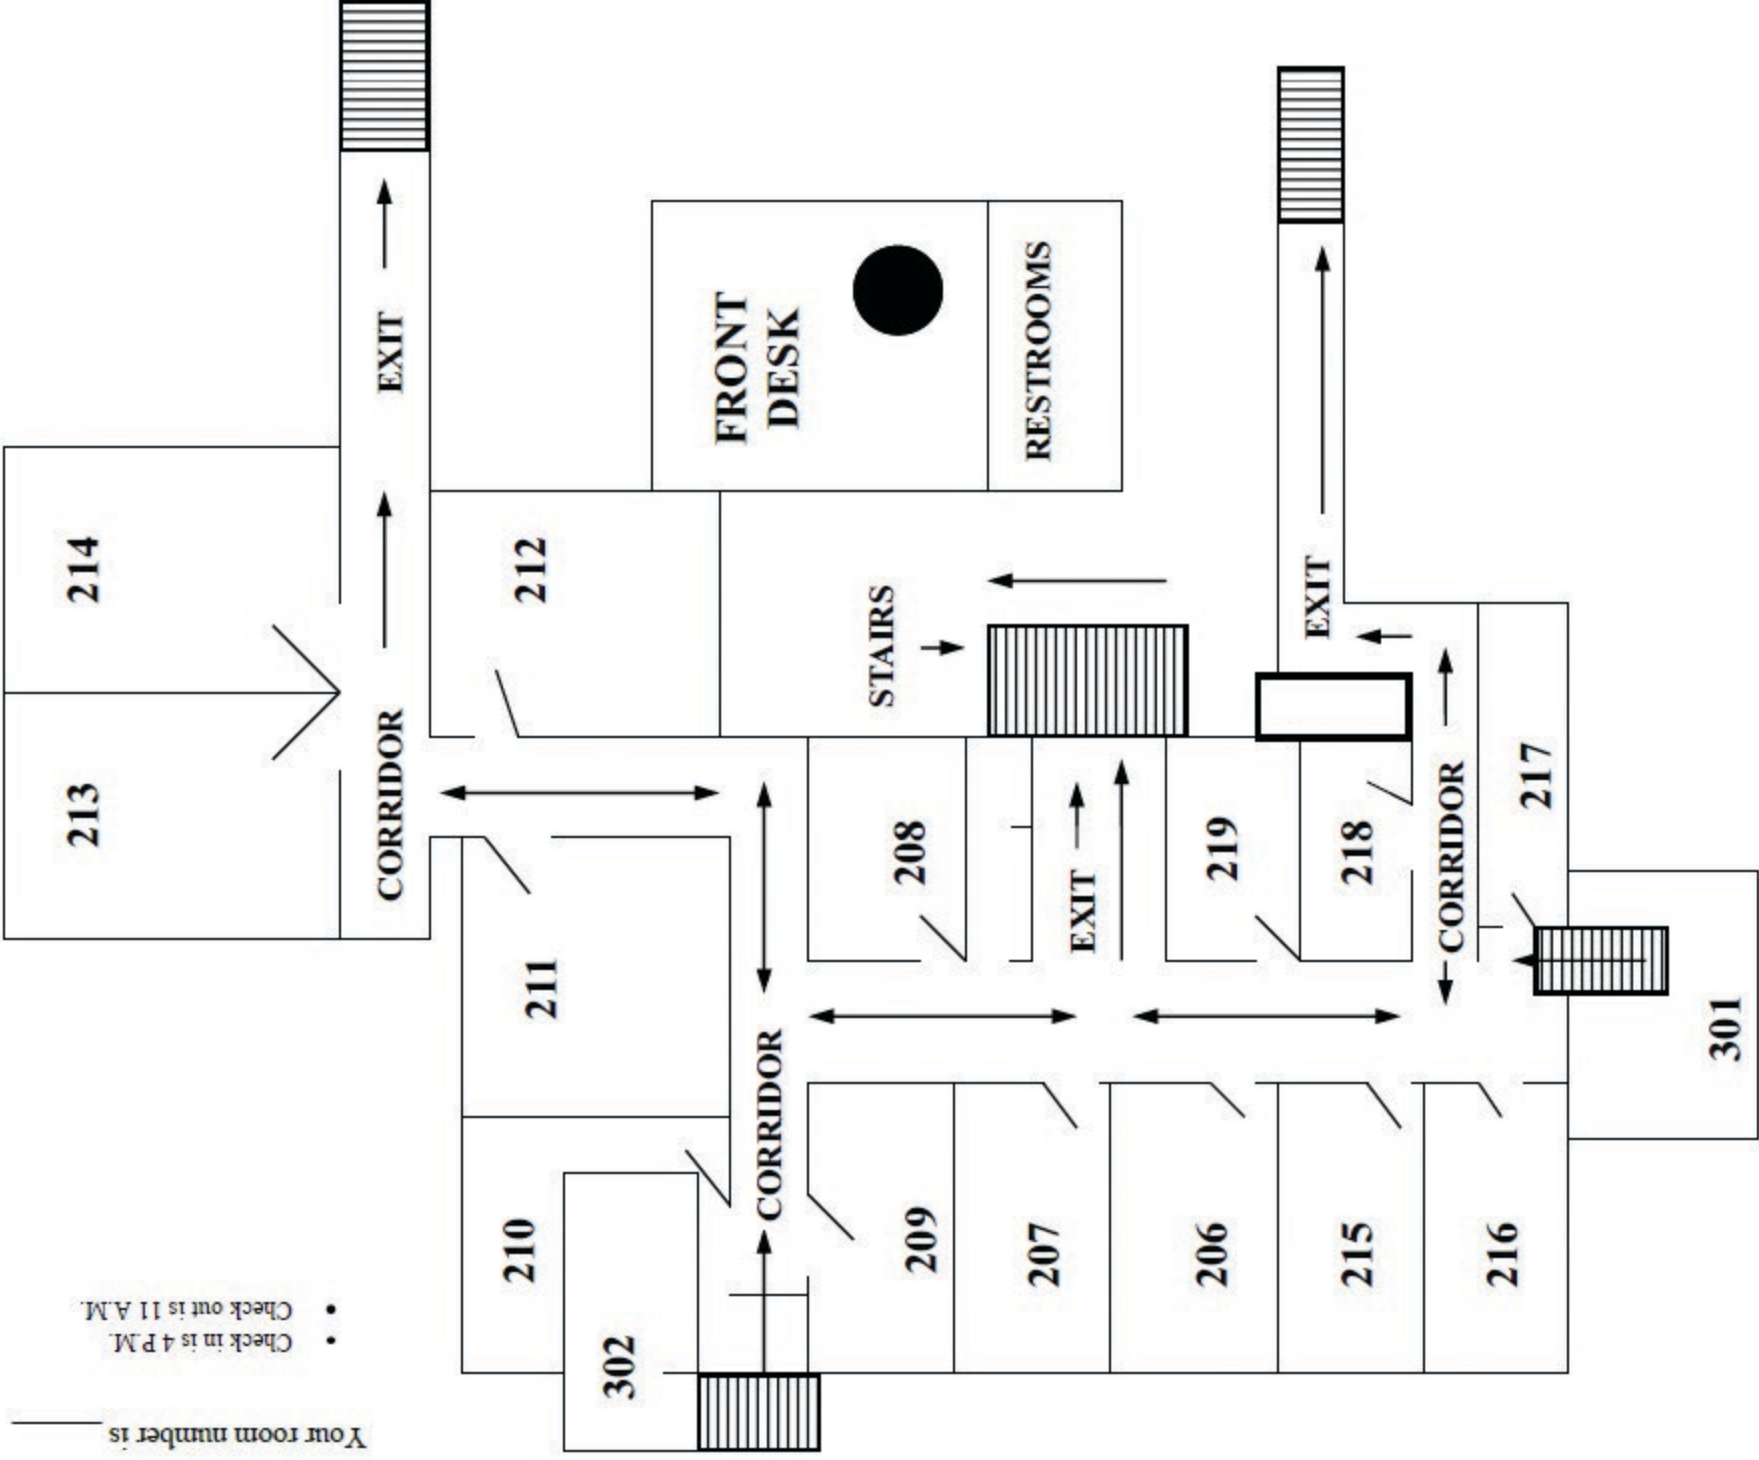 214
213
EXIT
CORRIDOR
212
FRONT
DESK
RESTROOMS
STAIRS
EXIT
211
208
EXIT
219
218
CORRIDOR
217
CORRIDOR
301
210
302
209
207
206
215
216
• Check out is 11 A.M.
• Check in is 4 P.M.
Your room number is ______